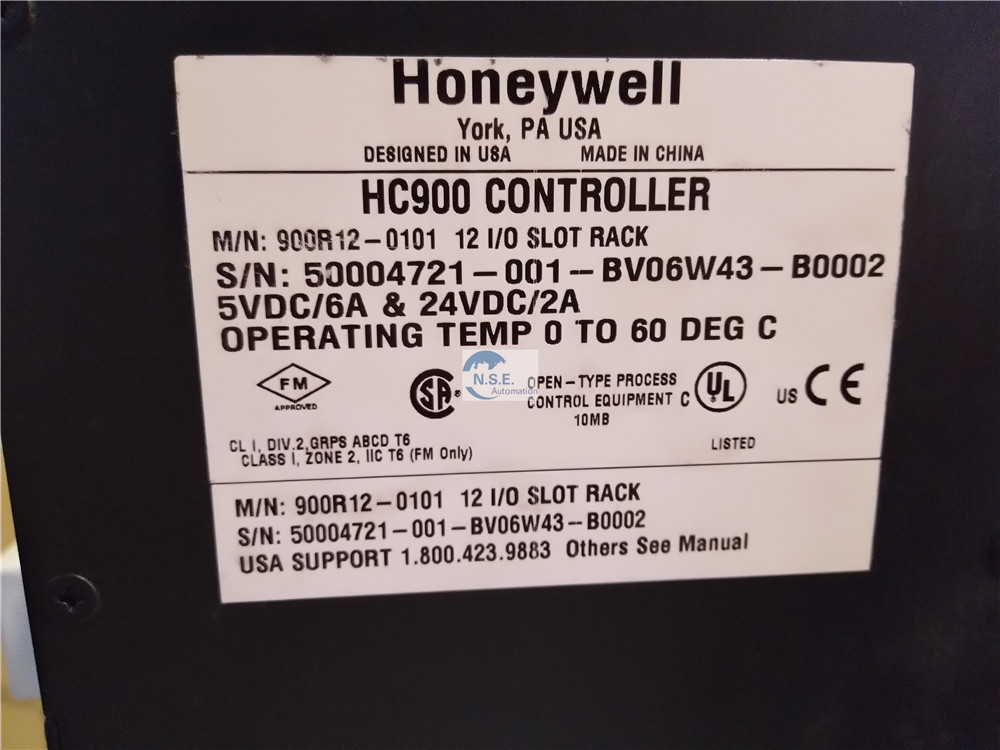 Honeywell
York, PA USA
DESIGNED IN USA MADE IN CHINA
HC900 CONTROLLER
M/N: 900R12-0101 12 I/O SLOT RACK
S/N: 50004721-001-BV06W43-B0002
5VDC/6A & 24VDC/2A
OPERATING TEMP 0 TO 60 DEG C
FM
APPROVED
SA
N.S.E.
Automation
OPEN-TYPE PROCESS
CONTROL EQUIPMENT
10MB
C UL US CE
LISTED
CL I, DIV.2, GRPS ABCD T6
CLASS I, ZONE 2, IIC T6 (FM Only)
M/N: 900R12-0101 12 I/O SLOT RACK
S/N: 50004721-001-BV06W43-B0002
USA SUPPORT 1.800.423.9883 Others See Manual